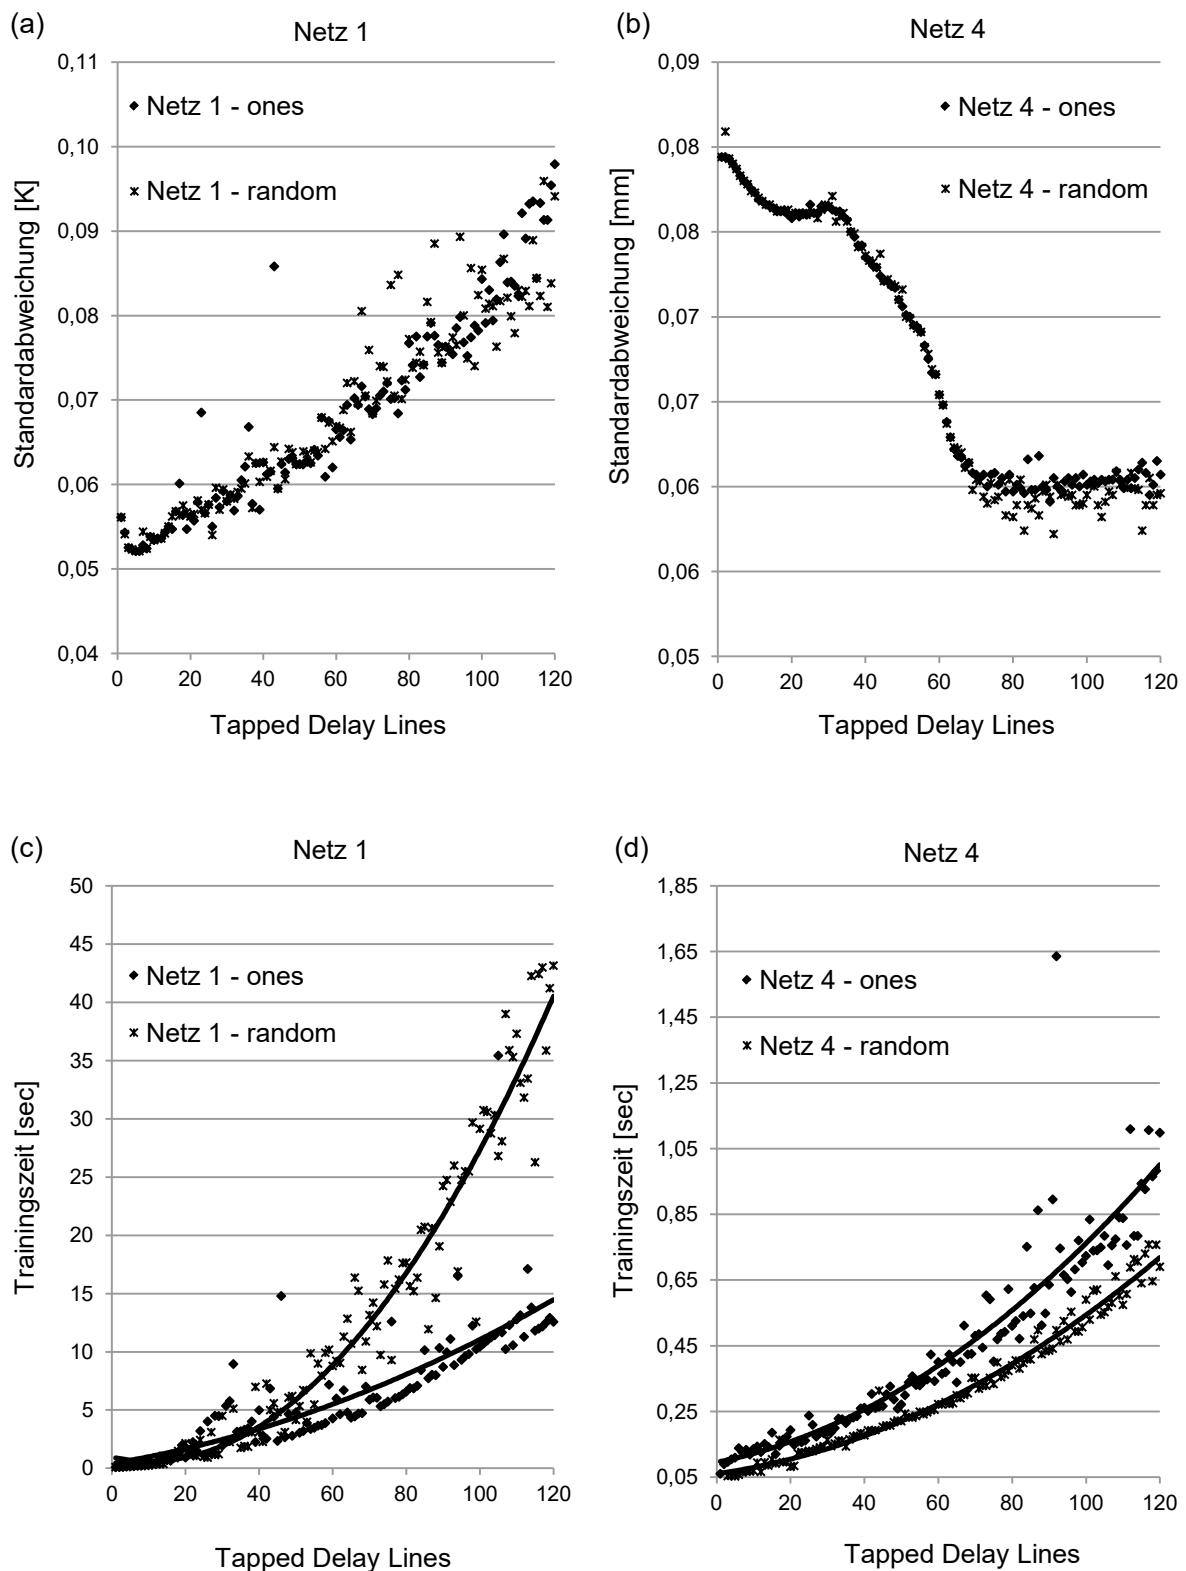 (a)
Netz 1
0,11
0,10
0,09
0,08
0,07
0,06
0,05
0,04
Standardabweichung [K]
Netz 1 - ones
Netz 1 - random
0 20 40 60 80 100 120
Tapped Delay Lines
(b)
Netz 4
0,09
0,08
0,08
0,07
0,07
0,06
0,06
0,05
Standardabweichung [mm]
Netz 4 - ones
Netz 4 - random
0 20 40 60 80 100 120
Tapped Delay Lines
(c)
Netz 1
50
45
40
35
30
25
20
15
10
5
0
Trainingszeit [sec]
Netz 1 - ones
Netz 1 - random
0 20 40 60 80 100 120
Tapped Delay Lines
(d)
Netz 4
1,85
1,65
1,45
1,25
1,05
0,85
0,65
0,45
0,25
0,05
Trainingszeit [sec]
Netz 4 - ones
Netz 4 - random
0 20 40 60 80 100 120
Tapped Delay Lines